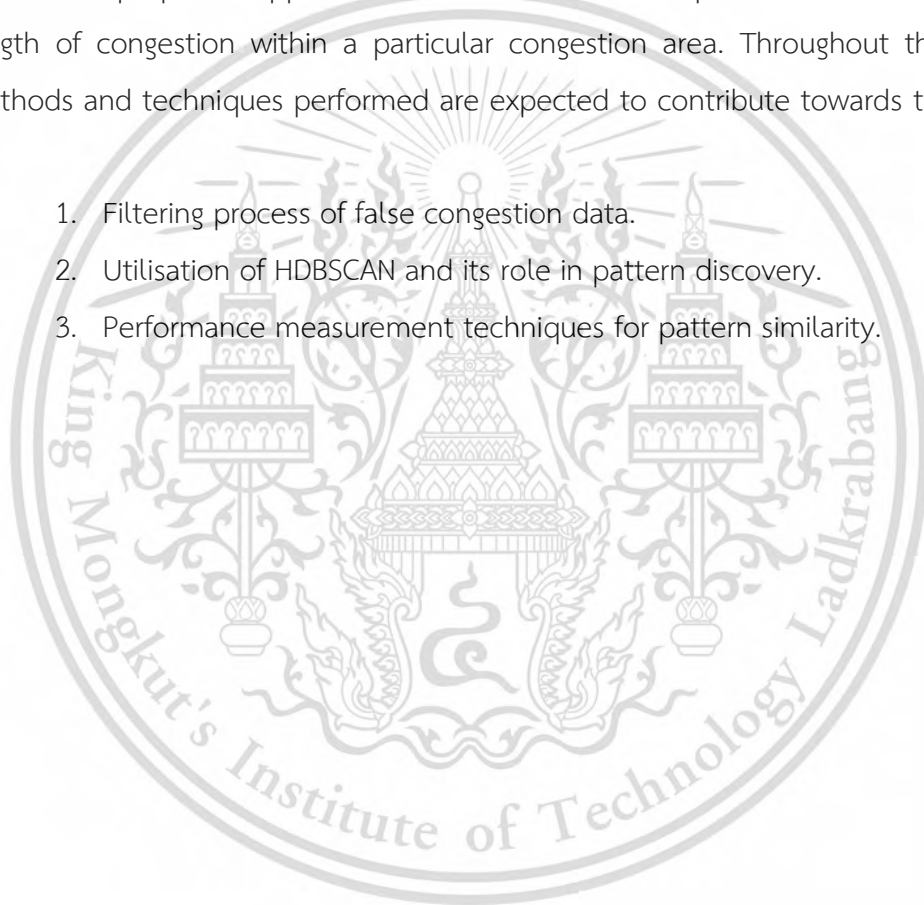 gth of congestion within a particular congestion area. Throughout th
thods and techniques performed are expected to contribute towards t
1. Filtering process of false congestion data.
2. Utilisation of HDBSCAN and its role in pattern discovery.
3. Performance measurement techniques for pattern similarity.
King Mongkut's Institute of Technology Ladkrabang